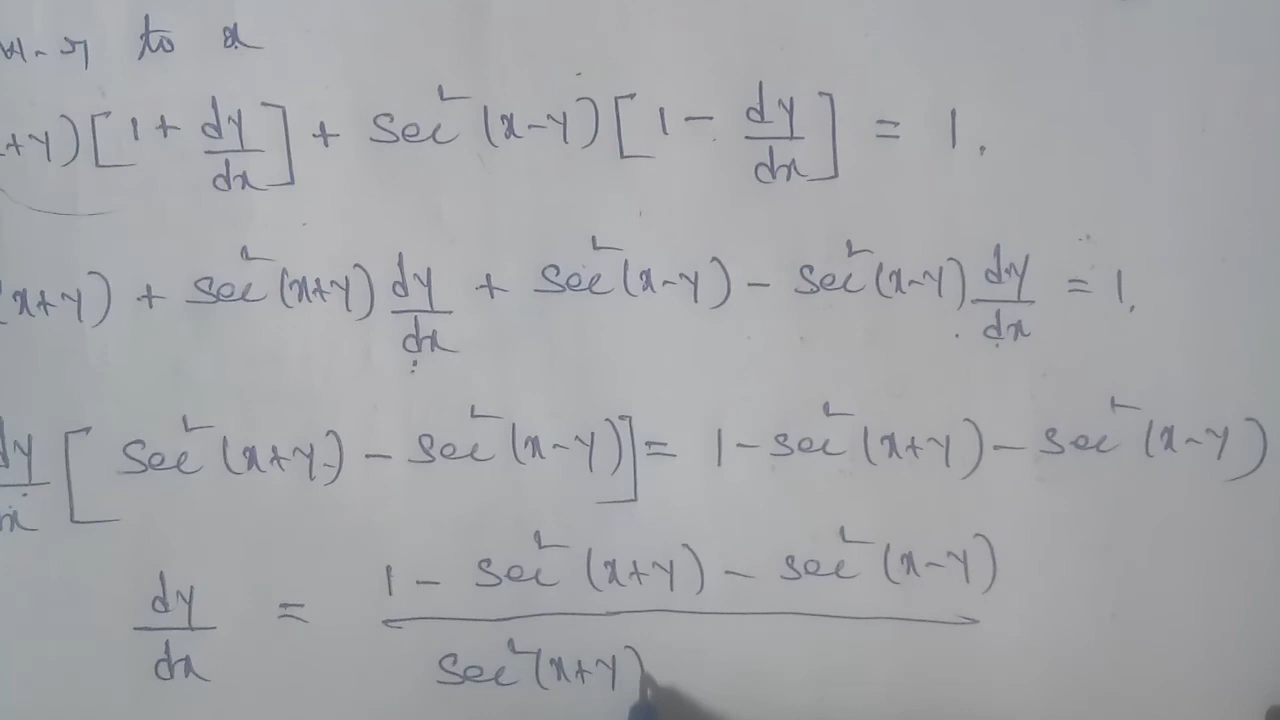 to x
+y) [1 + dy/dx] + sec²(x-y) [1 - dy/dx] = 1.
(x+y) + sec²(x+y) dy/dx + sec²(x-y) - sec²(x-y) dy/dx = 1.
dy/dx [sec²(x+y) - sec²(x-y)] = 1 - sec²(x+y) - sec²(x-y)
dy/dx = 1 - sec²(x+y) - sec²(x-y) / sec²(x+y)